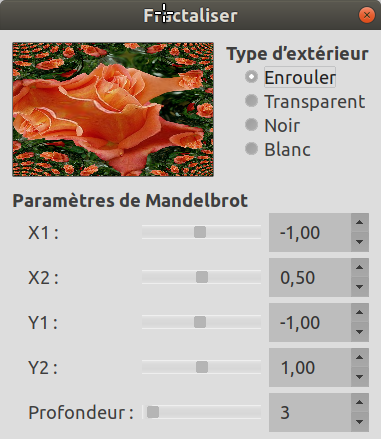 Fractaliser
Type d'extérieur
Enrouler
Transparent
Noir
Blanc
Paramètres de Mandelbrot
X1 : -1,00
X2 : 0,50
Y1 : -1,00
Y2 : 1,00
Profondeur : 3